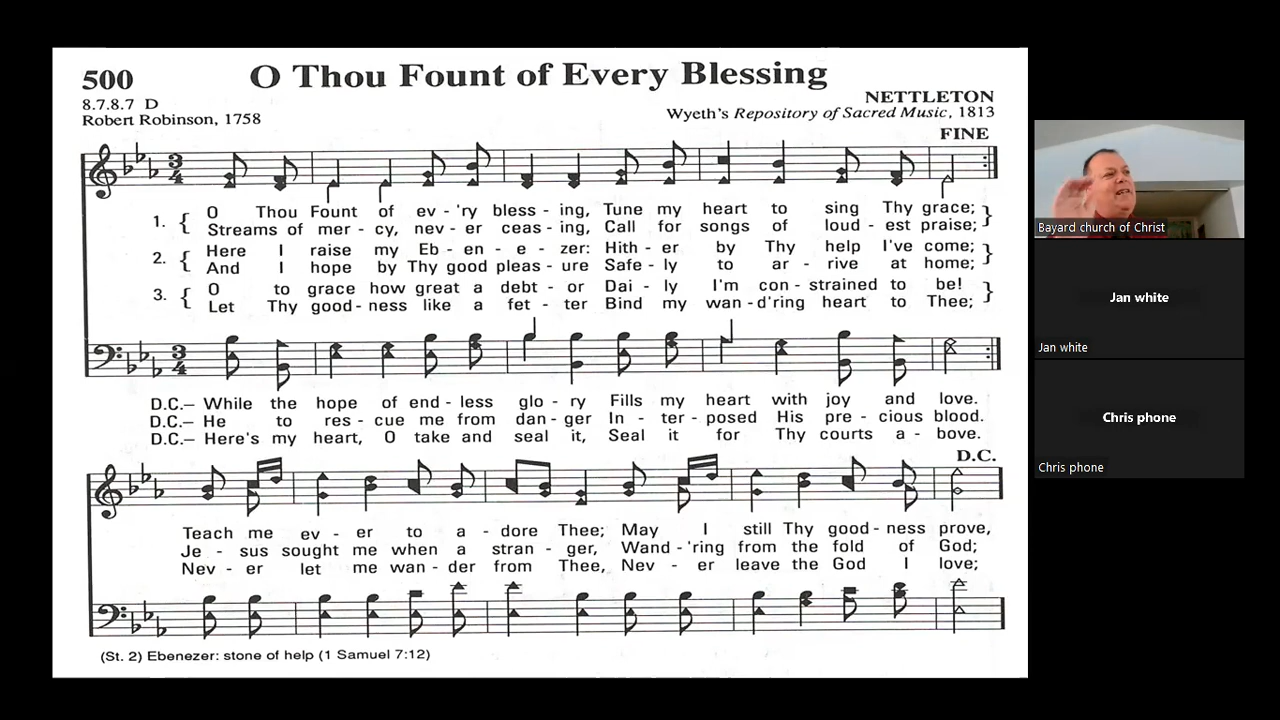 500
O Thou Fount of Every Blessing
8.7.8.7 D
NETTLETON
Robert Robinson, 1758
Wyeth's Repository of Sacred Music, 1813
FINE
3
4
1. { O Thou Fount of ev - 'ry bless - ing, Tune my heart to sing Thy grace; }
Streams of mer - cy, nev - er ceas - ing, Call for songs of loud - est praise;
2. { Here I raise my Eb - en - e - zer: Hith - er by Thy help I've come; }
And I hope by Thy good pleas - ure Safe - ly to ar - rive at home;
3. { O to grace how great a debt - or Dai - ly I'm con - strained to be! }
Let Thy good - ness like a fet - ter Bind my wan - d'ring heart to Thee;
3
4
D.C.– While the hope of end - less glo - ry Fills my heart with joy and love.
D.C.– He to res - cue me from dan - ger In - ter - posed His pre - cious blood.
D.C.– Here's my heart, O take and seal it, Seal it for Thy courts a - bove.
D.C.
Teach me ev - er to a - dore Thee; May I still Thy good - ness prove,
Je - sus sought me when a stran - ger, Wand - 'ring from the fold of God;
Nev - er let me wan - der from Thee, Nev - er leave the God I love;
(St. 2) Ebenezer: stone of help (1 Samuel 7:12)
Bayard church of Christ
Jan white
Jan white
Chris phone
Chris phone